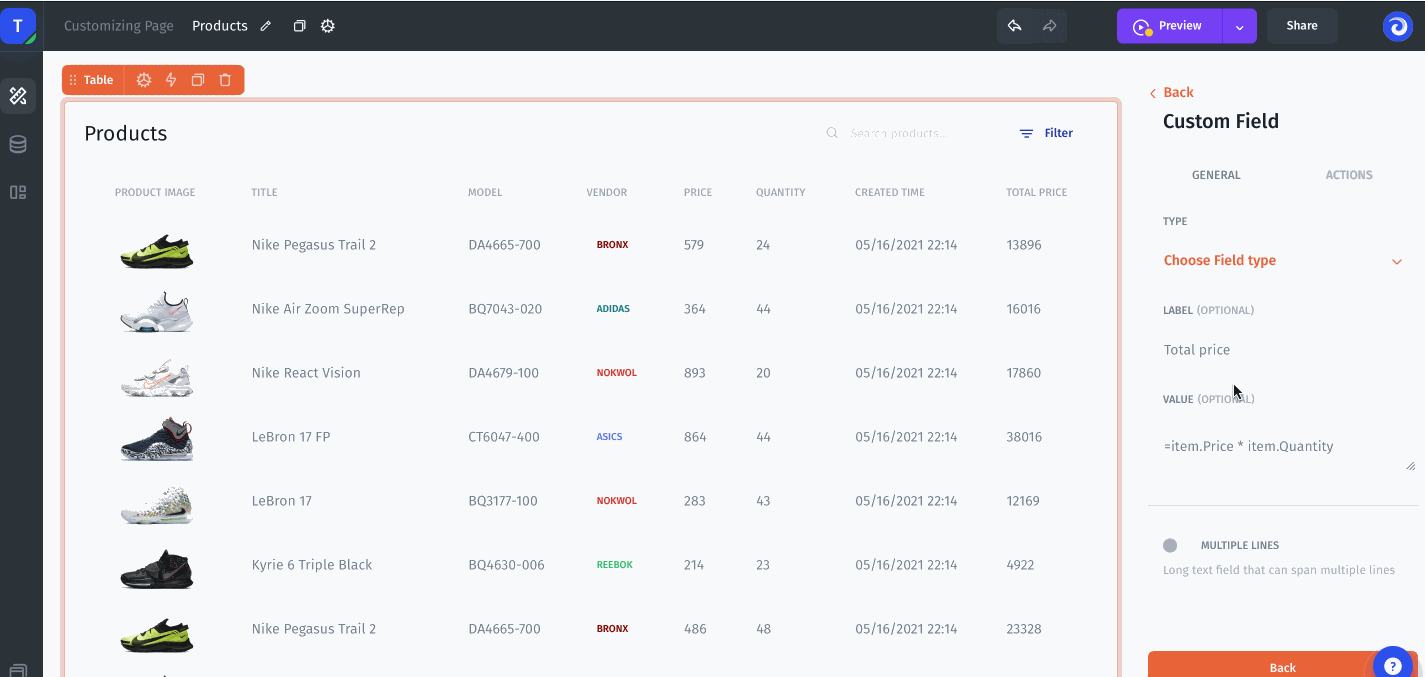 T Customizing Page Products Preview Share
Table
Products Search products... Filter
PRODUCT IMAGE TITLE MODEL VENDOR PRICE QUANTITY CREATED TIME TOTAL PRICE
Nike Pegasus Trail 2 DA4665-700 BRONX 579 24 05/16/2021 22:14 13896
Nike Air Zoom SuperRep BQ7043-020 ADIDAS 364 44 05/16/2021 22:14 16016
Nike React Vision DA4679-100 NOKWOL 893 20 05/16/2021 22:14 17860
LeBron 17 FP CT6047-400 ASICS 864 44 05/16/2021 22:14 38016
LeBron 17 BQ3177-100 NOKWOL 283 43 05/16/2021 22:14 12169
Kyrie 6 Triple Black BQ4630-006 REEBOK 214 23 05/16/2021 22:14 4922
Nike Pegasus Trail 2 DA4665-700 BRONX 486 48 05/16/2021 22:14 23328
Back
Custom Field
GENERAL ACTIONS
TYPE
Choose Field type
LABEL (OPTIONAL)
Total price
VALUE (OPTIONAL)
=item.Price * item.Quantity
MULTIPLE LINES
Long text field that can span multiple lines
Back ?